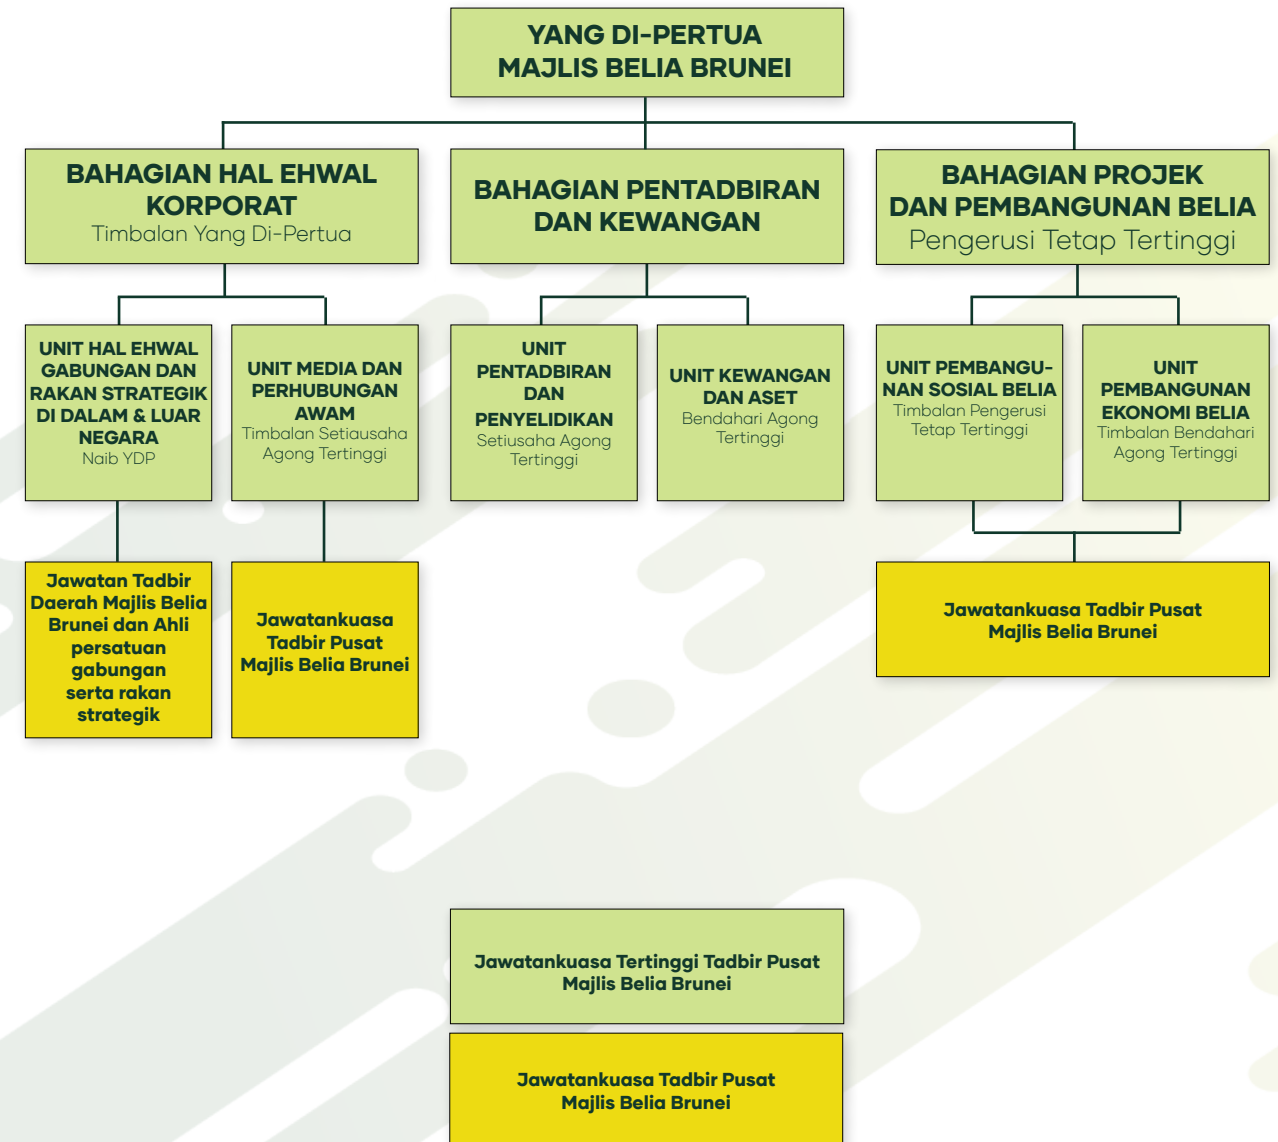 YANG DI-PERTUA
MAJLIS BELIA BRUNEI
BAHAGIAN HAL EHWAL
KORPORAT
Timbalan Yang Di-Pertua
BAHAGIAN PENTADBIRAN
DAN KEWANGAN
BAHAGIAN PROJEK
DAN PEMBANGUNAN BELIA
Pengerusi Tetap Tertinggi
UNIT HAL EHWAL
GABUNGAN DAN
RAKAN STRATEGIK
DI DALAM & LUAR
NEGARA
Naib YDP
UNIT MEDIA DAN
PERHUBUNGAN
AWAM
Timbalan Setiausaha
Agong Tertinggi
UNIT
PENTADBIRAN
DAN
PENYELIDIKAN
Setiusaha Agong
Tertinggi
UNIT KEWANGAN
DAN ASET
Bendahari Agong
Tertinggi
UNIT PEMBANGU-
NAN SOSIAL BELIA
Timbalan Pengerusi
Tetap Tertinggi
UNIT
PEMBANGUNAN
EKONOMI BELIA
Timbalan Bendahari
Agong Tertinggi
Jawatan Tadbir
Daerah Majlis Belia
Brunei dan Ahli
persatuan
gabungan
serta rakan
strategik
Jawatankuasa
Tadbir Pusat
Majlis Belia Brunei
Jawatankuasa Tadbir Pusat
Majlis Belia Brunei
Jawatankuasa Tertinggi Tadbir Pusat
Majlis Belia Brunei
Jawatankuasa Tadbir Pusat
Majlis Belia Brunei